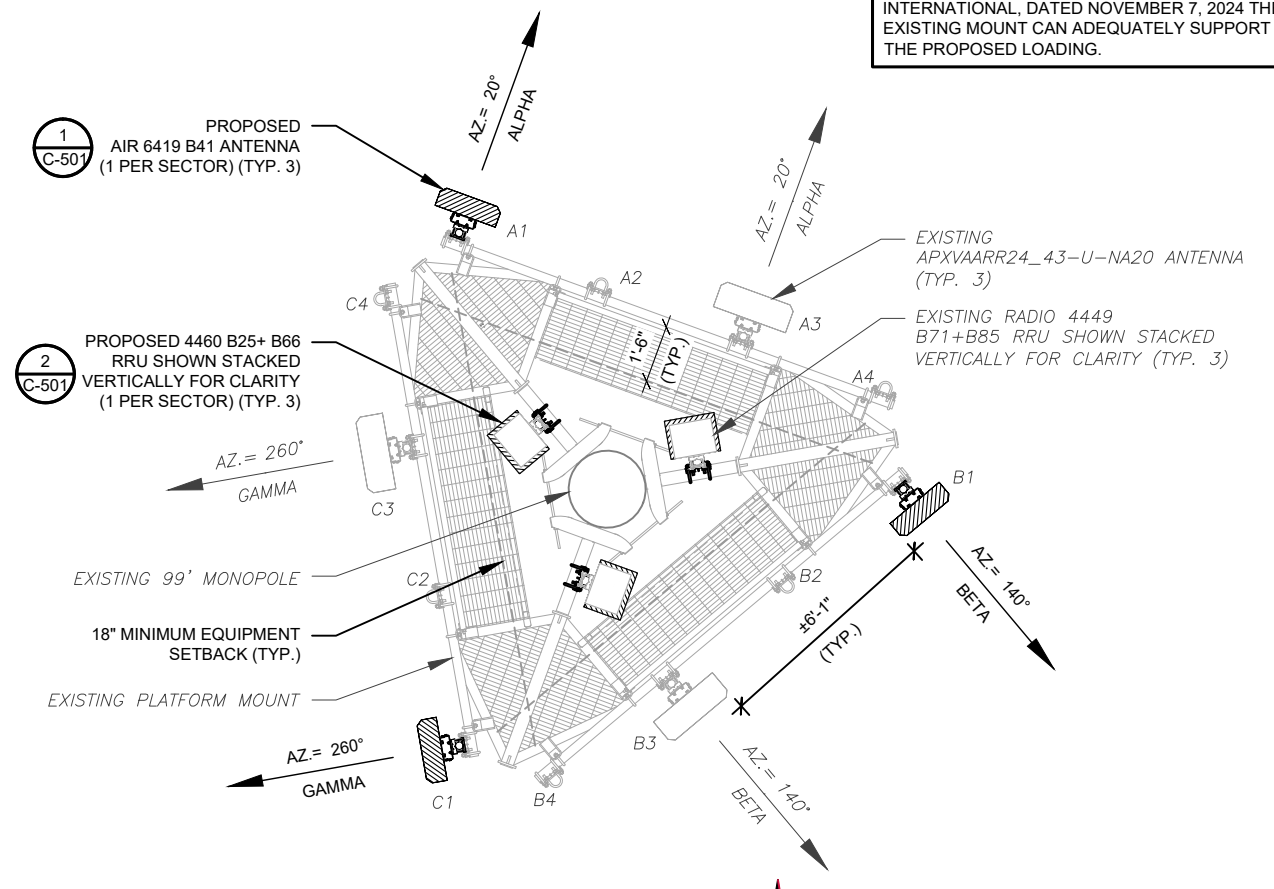 INTERNATIONAL, DATED NOVEMBER 7, 2024 THE
EXISTING MOUNT CAN ADEQUATELY SUPPORT
THE PROPOSED LOADING.
AZ.= 20°
ALPHA
1
C-501
PROPOSED
AIR 6419 B41 ANTENNA
(1 PER SECTOR) (TYP. 3)
AZ.= 20°
ALPHA
A1
EXISTING
APXVAARR24_43-U-NA20 ANTENNA
(TYP. 3)
A2
C4
A3
EXISTING RADIO 4449
B71+B85 RRU SHOWN STACKED
VERTICALLY FOR CLARITY (TYP. 3)
1'-6"
(TYP.)
2
C-501
PROPOSED 4460 B25+ B66
RRU SHOWN STACKED
VERTICALLY FOR CLARITY
(1 PER SECTOR) (TYP. 3)
A4
AZ.= 260°
GAMMA
C3
B1
EXISTING 99' MONOPOLE
C2
B2
AZ.= 140°
BETA
±6'-1"
(TYP.)
18" MINIMUM EQUIPMENT
SETBACK (TYP.)
EXISTING PLATFORM MOUNT
B3
AZ.= 140°
BETA
AZ.= 260°
GAMMA
C1
B4